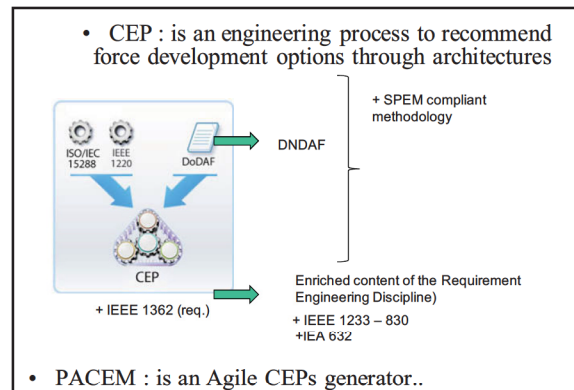 • CEP : is an engineering process to recommend
force development options through architectures
+ SPEM compliant
methodology
ISO/IEC
15288
IEEE
1220
DoDAF
DNDAF
CEP
+ IEEE 1362 (req.)
Enriched content of the Requirement
Engineering Discipline)
+ IEEE 1233 – 830
+IEA 632
• PACEM : is an Agile CEPs generator..